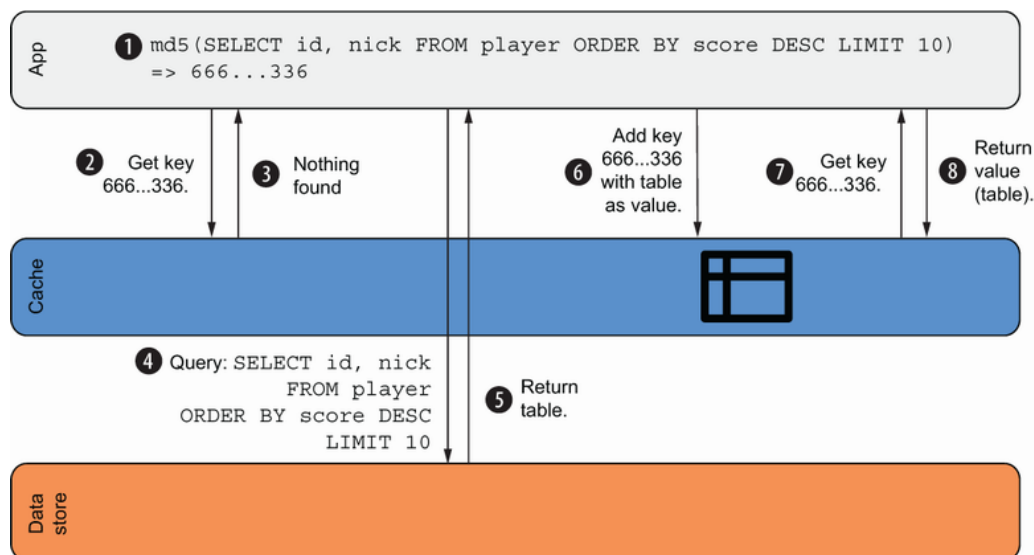 App
1 md5(SELECT id, nick FROM player ORDER BY score DESC LIMIT 10)
=> 666...336
2 Get key
666...336.
3 Nothing
found
6 Add key
666...336
with table
as value.
7 Get key
666...336.
8 Return
value
(table).
Cache
4 Query: SELECT id, nick
FROM player
ORDER BY score DESC
LIMIT 10
5 Return
table.
Data
store